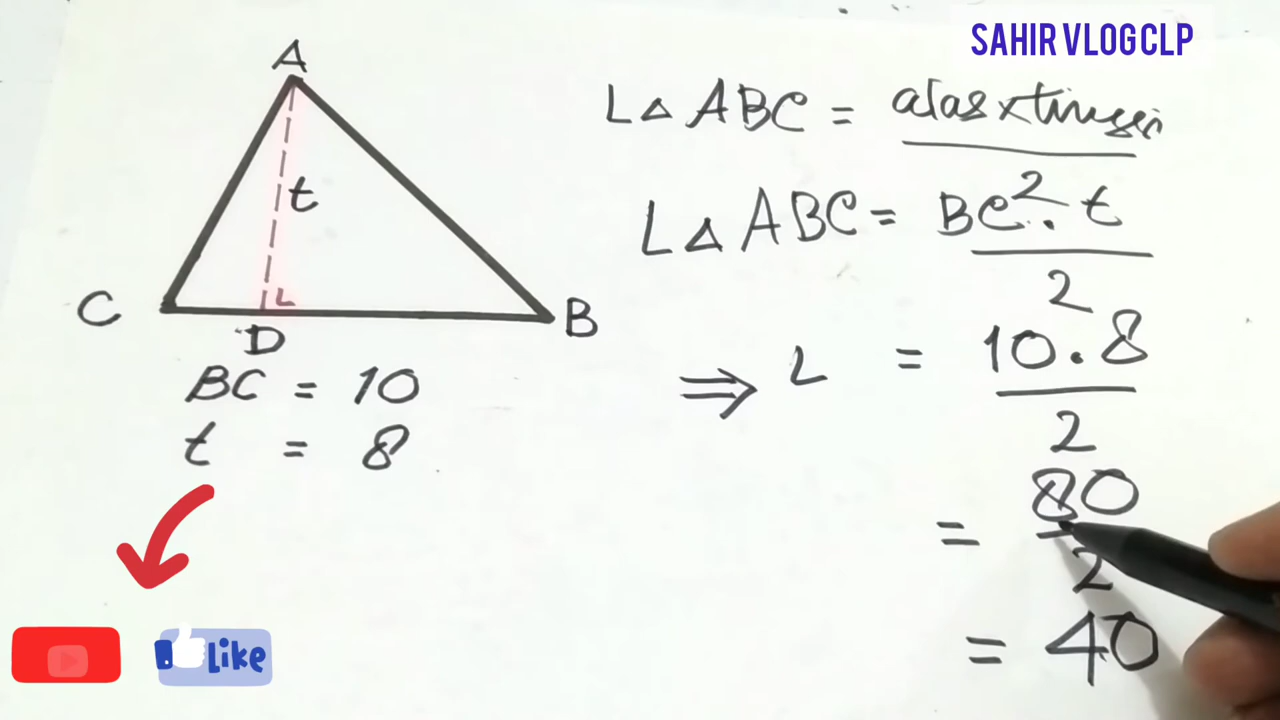 SAHIR VLOG CLP
A
t
C
B
D
BC = 10
t = 8
L△ ABC = alas x tinggi
2
L△ ABC = BC . t
2
⇒ L = 10 . 8
2
= 80
2
= 40
Like